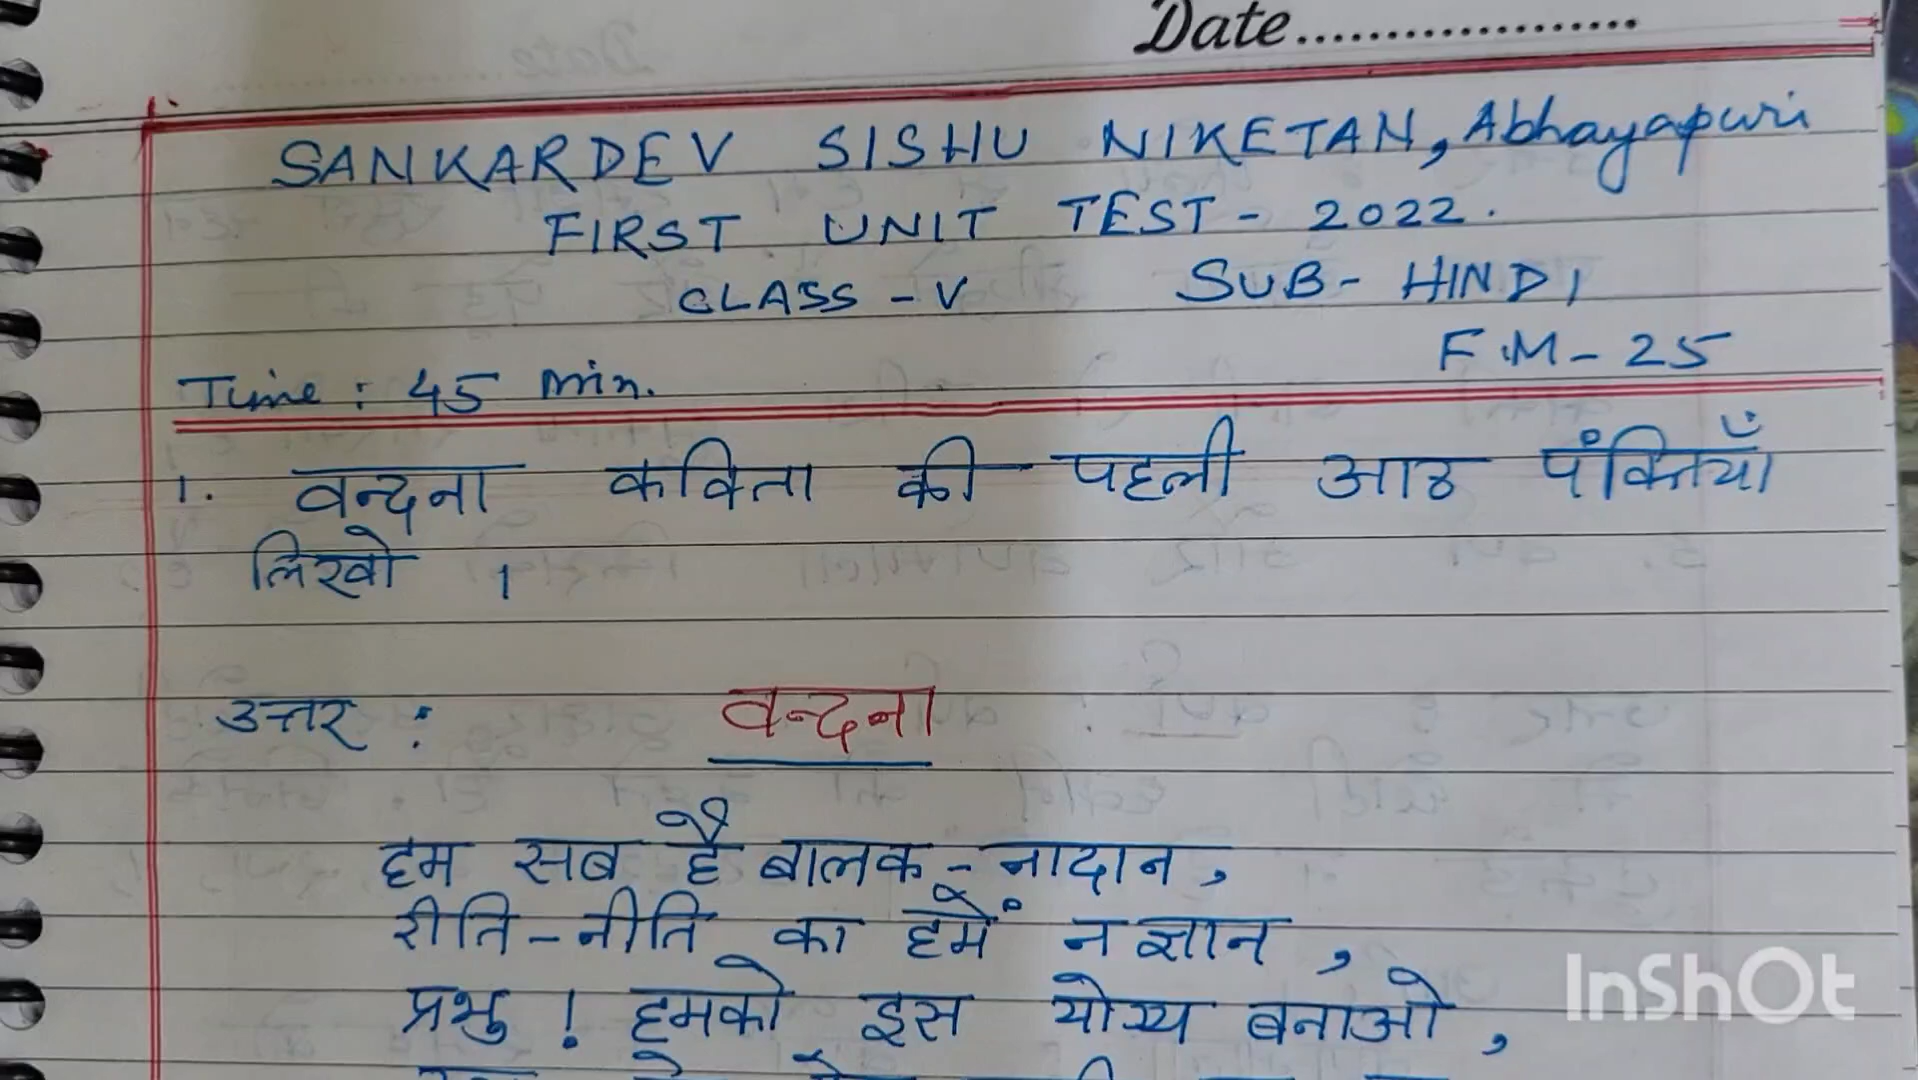 Date...................
SANKARDEV SISHU NIKETAN, Abhayapuri
FIRST UNIT TEST - 2022.
CLASS - V SUB - HINDI
F.M - 25
Time : 45 min.
1. वन्दना कविता की पहली आठ पंक्तियाँ
लिखो ।
उत्तर : वन्दना
हम सब है बालक - नादान,
रीति - नीति का हमें न ज्ञान,
प्रभु ! हमको इस योग्य बनाओ,
InShOt